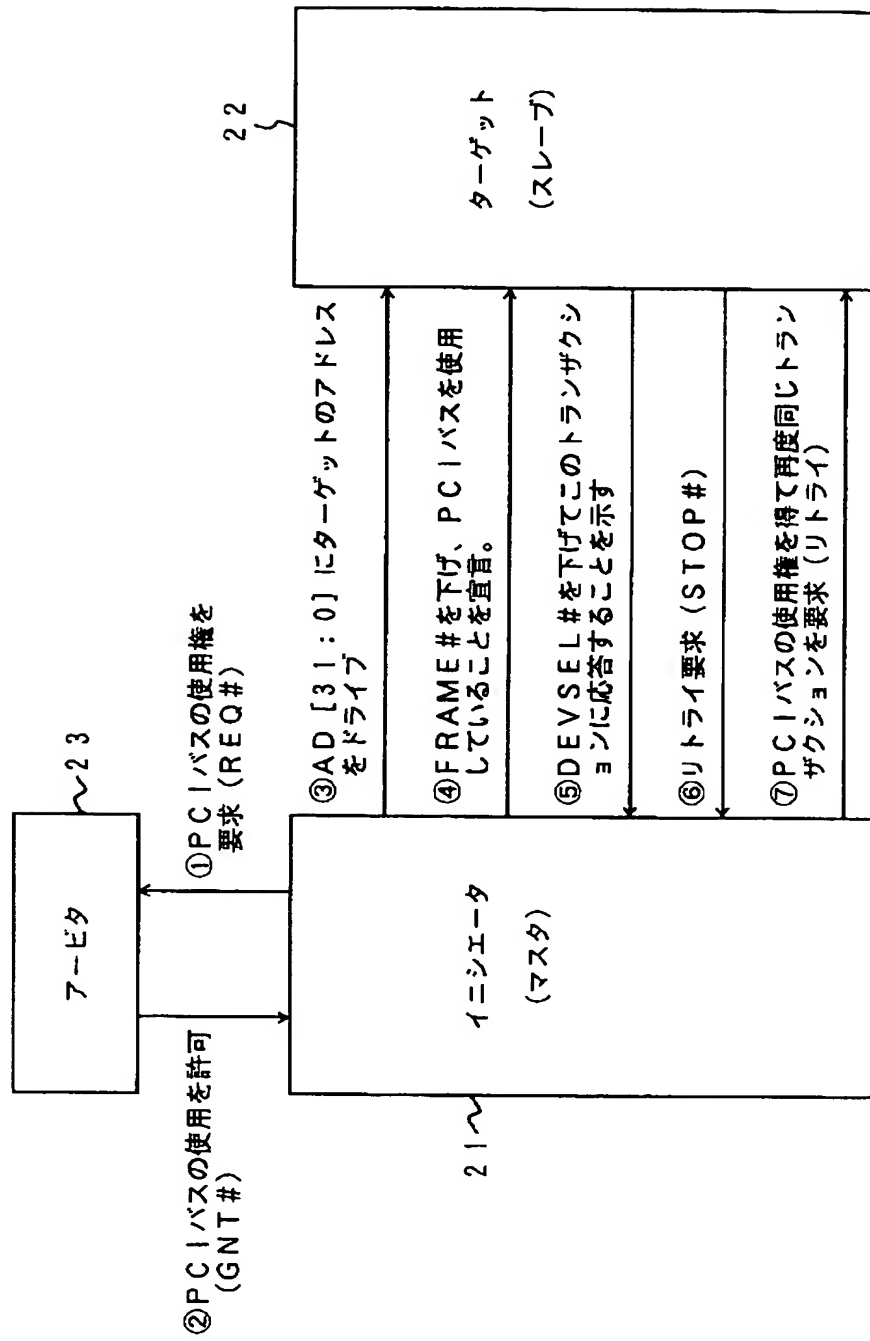 アービタ
23
①PCIバスの使用権を
要求(REQ#)
②PCIバスの使用を許可
(GNT#)
イニシエータ
(マスタ)
21
③AD[31:0]にターゲットのアドレス
をドライブ
④FRAME#を下げ、PCIバスを使用
していることを宣言。
⑤DEVSEL#を下げてこのトランザクシ
ョンに応答することを示す
⑥リトライ要求(STOP#)
⑦PCIバスの使用権を得て再度同じトラン
ザクションを要求(リトライ)
22
ターゲット
(スレーブ)